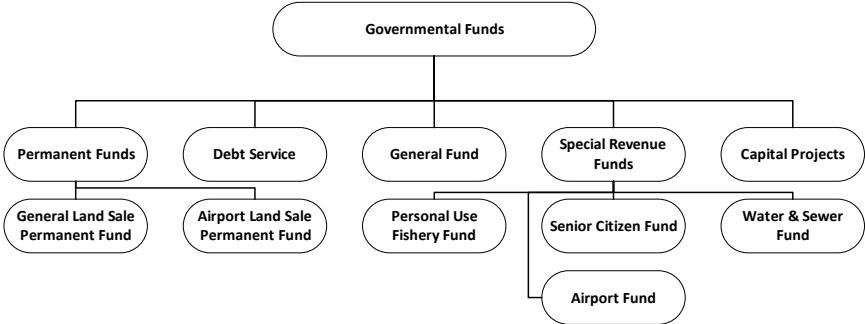 Governmental Funds
Permanent Funds
Debt Service
General Fund
Special Revenue
Funds
Capital Projects
General Land Sale
Permanent Fund
Airport Land Sale
Permanent Fund
Personal Use
Fishery Fund
Senior Citizen Fund
Water & Sewer
Fund
Airport Fund